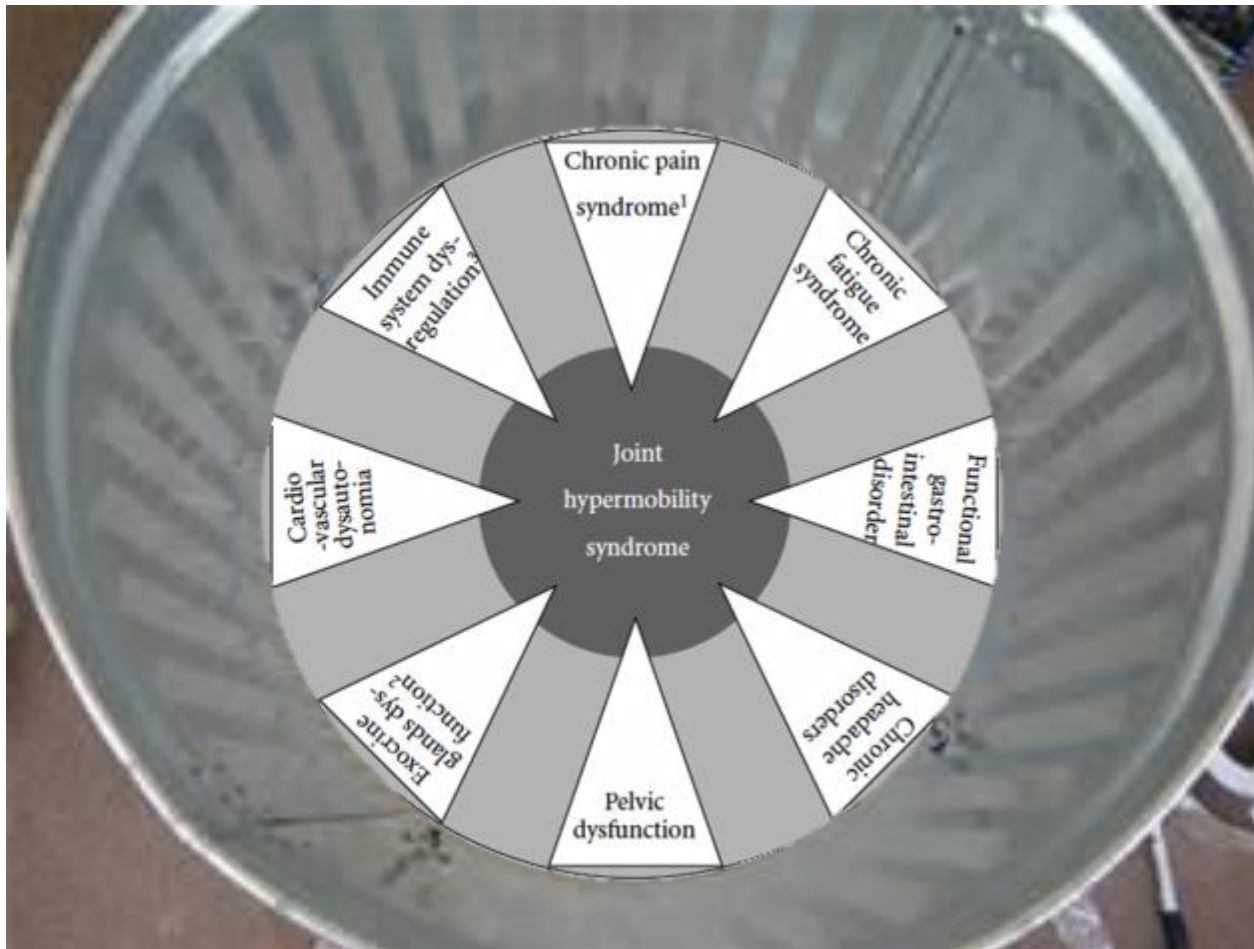 Chronic pain
syndrome¹
Chronic
fatigue
syndrome
Functional
gastro-
intestinal
disorder
Chronic
headache
disorders
Pelvic
dysfunction
Exocrine
glands dys-
function²
Cardio
-vascular
dysauto-
nomia
Immune
system dys-
regulation³
Joint
hypermobility
syndrome